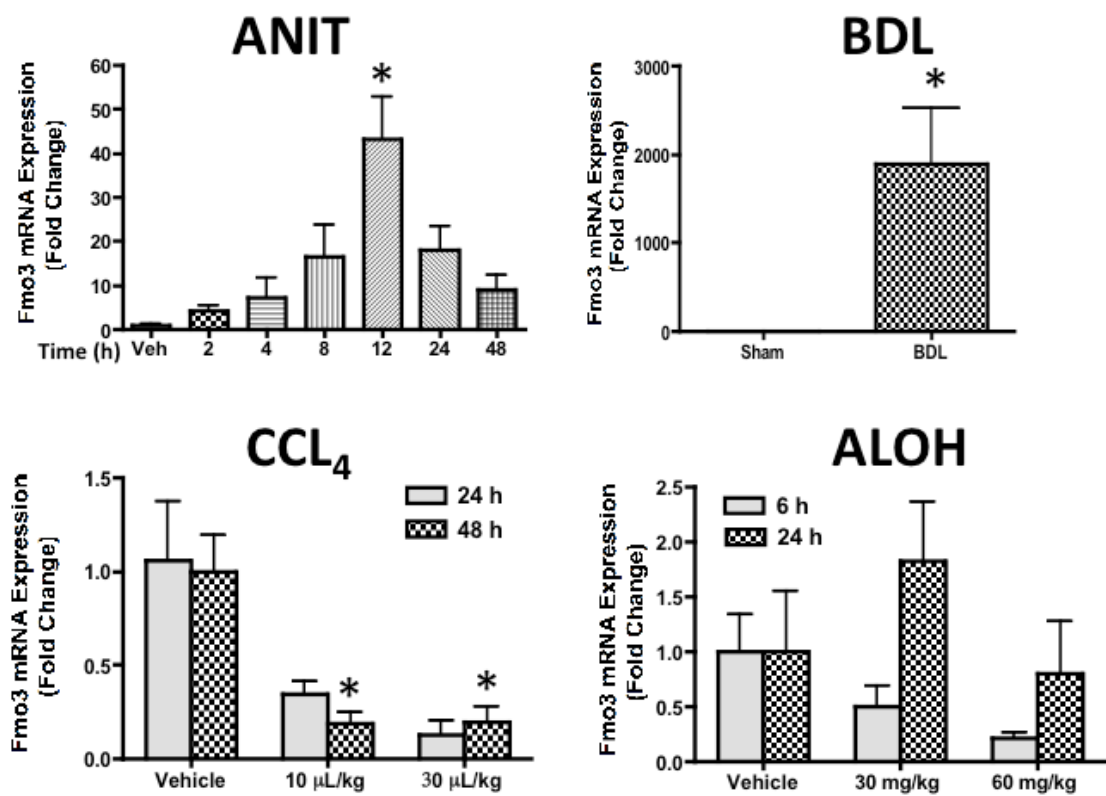 ANIT
Fmo3 mRNA Expression
(Fold Change)
60
50
40
30
20
10
0
*
Time (h) Veh 2 4 8 12 24 48
BDL
Fmo3 mRNA Expression
(Fold Change)
3000
2000
1000
0
*
Sham BDL
CCL4
Fmo3 mRNA Expression
(Fold Change)
1.5
1.0
0.5
0.0
24 h
48 h
* *
Vehicle 10 µL/kg 30 µL/kg
ALOH
Fmo3 mRNA Expression
(Fold Change)
2.5
2.0
1.5
1.0
0.5
0.0
6 h
24 h
Vehicle 30 mg/kg 60 mg/kg